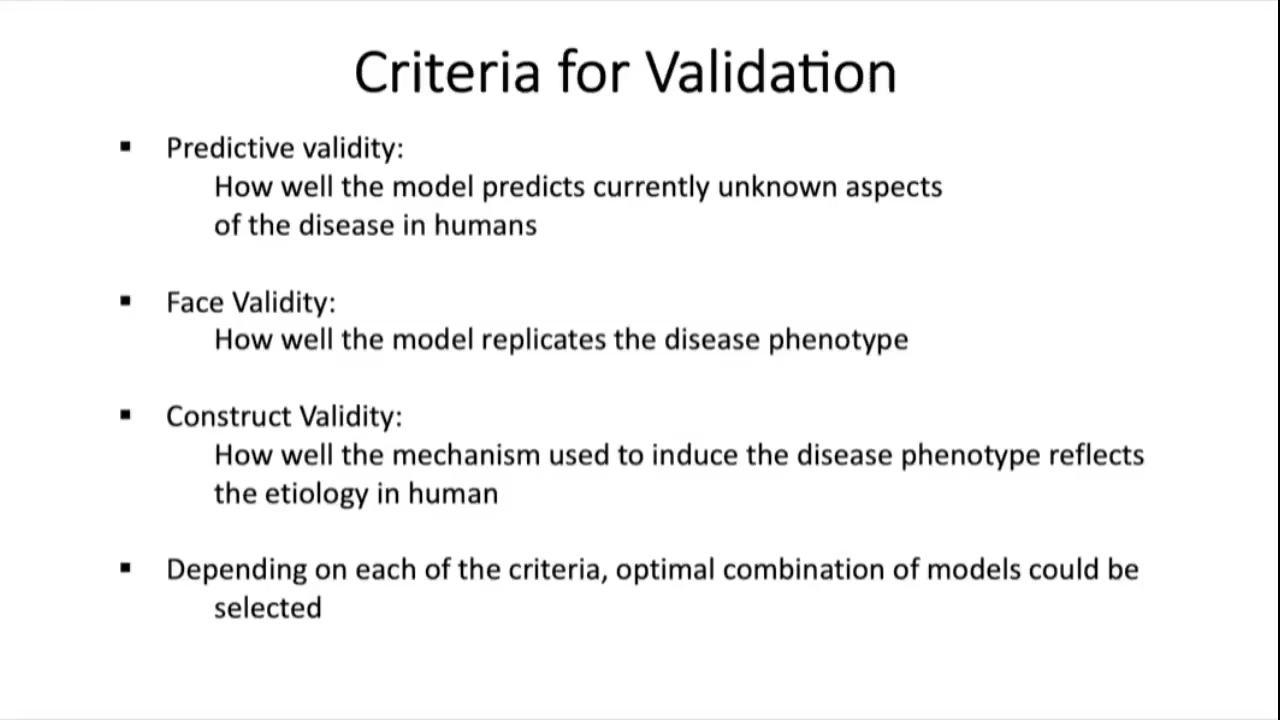 Criteria for Validation
▪ Predictive validity:
How well the model predicts currently unknown aspects
of the disease in humans
▪ Face Validity:
How well the model replicates the disease phenotype
▪ Construct Validity:
How well the mechanism used to induce the disease phenotype reflects
the etiology in human
▪ Depending on each of the criteria, optimal combination of models could be
selected